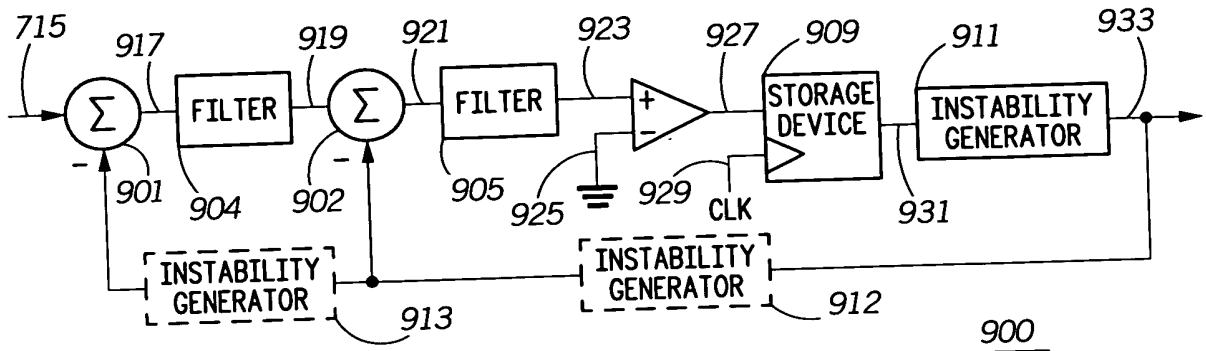 715
917
919
921
923
927
909
911
933
Σ
FILTER
Σ
FILTER
+
−
STORAGE
DEVICE
INSTABILITY
GENERATOR
−
901
904
−
902
905
925
929
CLK
931
INSTABILITY
GENERATOR
913
INSTABILITY
GENERATOR
912
900